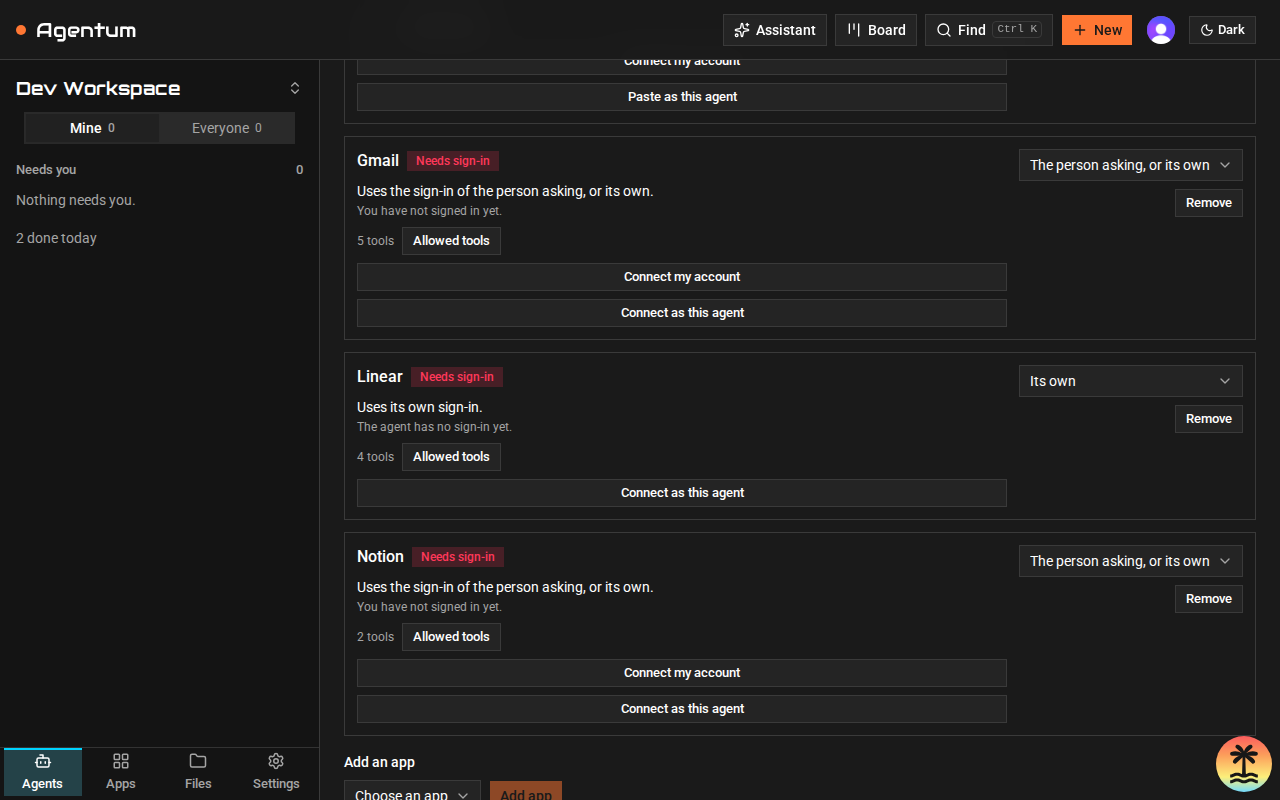 Agentum
Assistant
Board
Find Ctrl K
New
Dark
Dev Workspace
Mine 0
Everyone 0
Needs you 0
Nothing needs you.
2 done today
Connect my account
Paste as this agent
Gmail Needs sign-in
The person asking, or its own
Uses the sign-in of the person asking, or its own.
Remove
You have not signed in yet.
5 tools Allowed tools
Connect my account
Connect as this agent
Linear Needs sign-in
Its own
Uses its own sign-in.
Remove
The agent has no sign-in yet.
4 tools Allowed tools
Connect as this agent
Notion Needs sign-in
The person asking, or its own
Uses the sign-in of the person asking, or its own.
Remove
You have not signed in yet.
2 tools Allowed tools
Connect my account
Connect as this agent
Add an app
Choose an app
Add app
Agents
Apps
Files
Settings